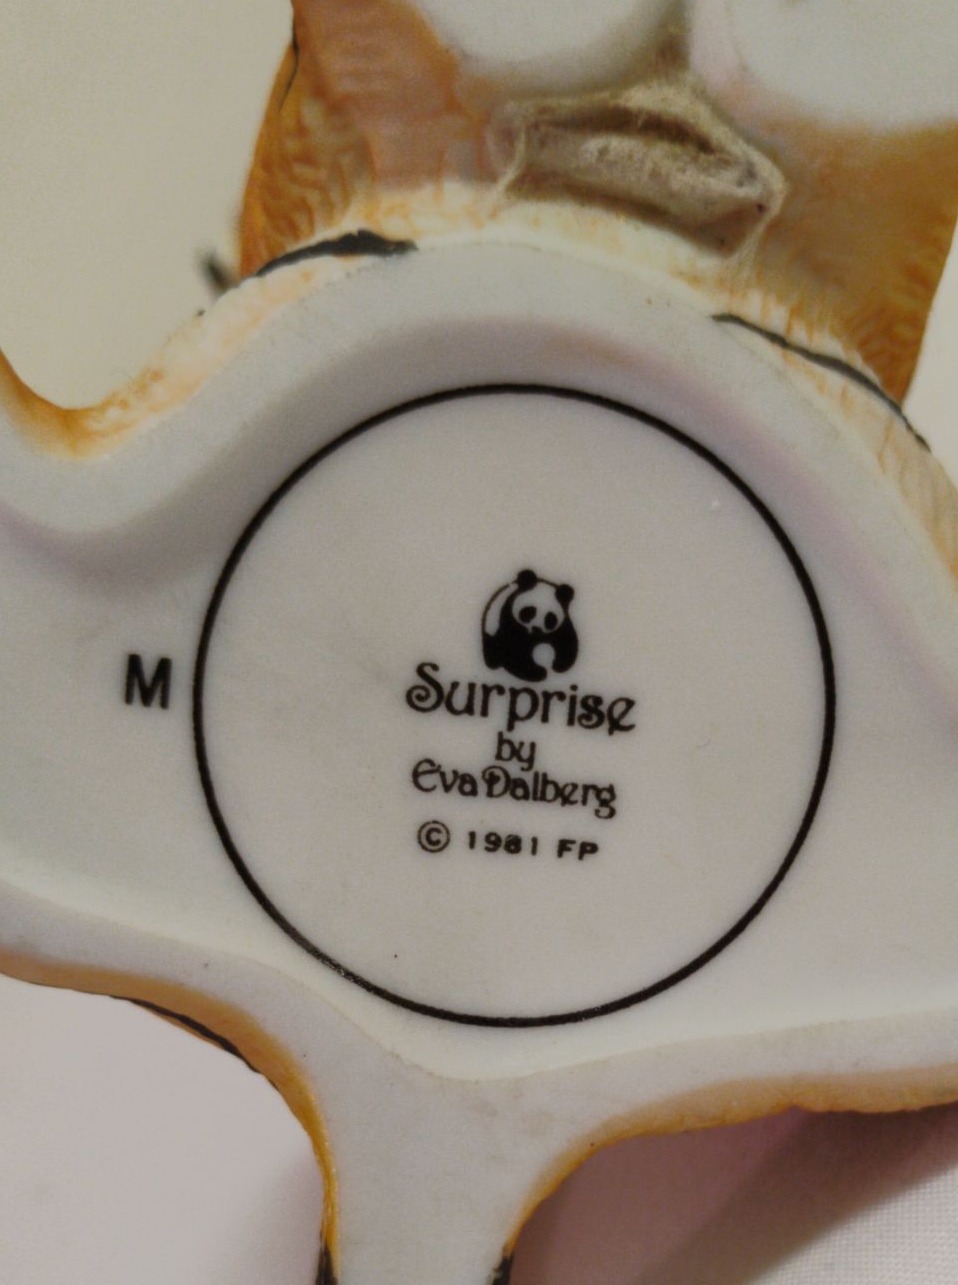 M
Surprise
by
Eva Dalberg
© 1981 FP